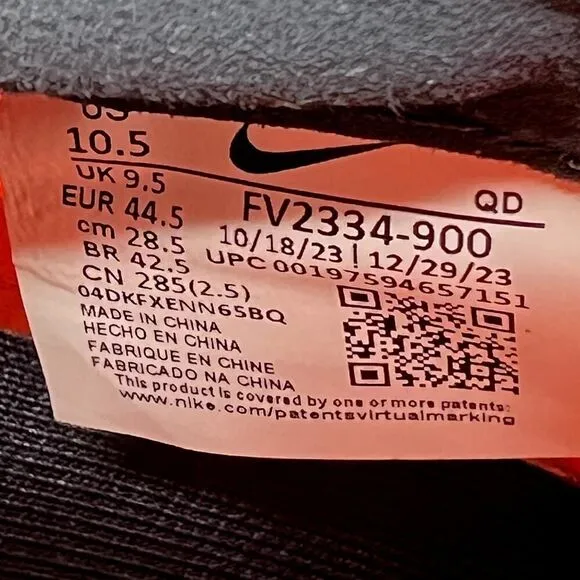 US
10.5
UK 9.5
EUR 44.5
cm 28.5
BR 42.5
CN 285(2.5)
04DKFXENN65BQ
MADE IN CHINA
HECHO EN CHINA
FABRIQUE EN CHINE
FABRICADO NA CHINA
QD
FV2334-900
10/18/23 | 12/29/23
UPC 00197594657151
This product is covered by one or more patents:
www.nike.com/patentsvirtualmarking